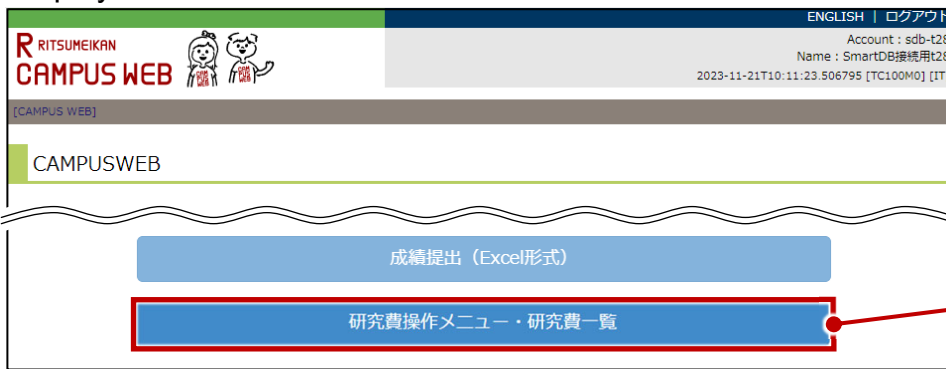 ENGLISH | ログアウト
R RITSUMEIKAN
CAMPUS WEB
Account : sdb-t28
Name : SmartDB接続用t28
2023-11-21T10:11:23.506795 [TC100M0] [IT
[CAMPUS WEB]
CAMPUSWEB
成績提出（Excel形式）
研究費操作メニュー・研究費一覧